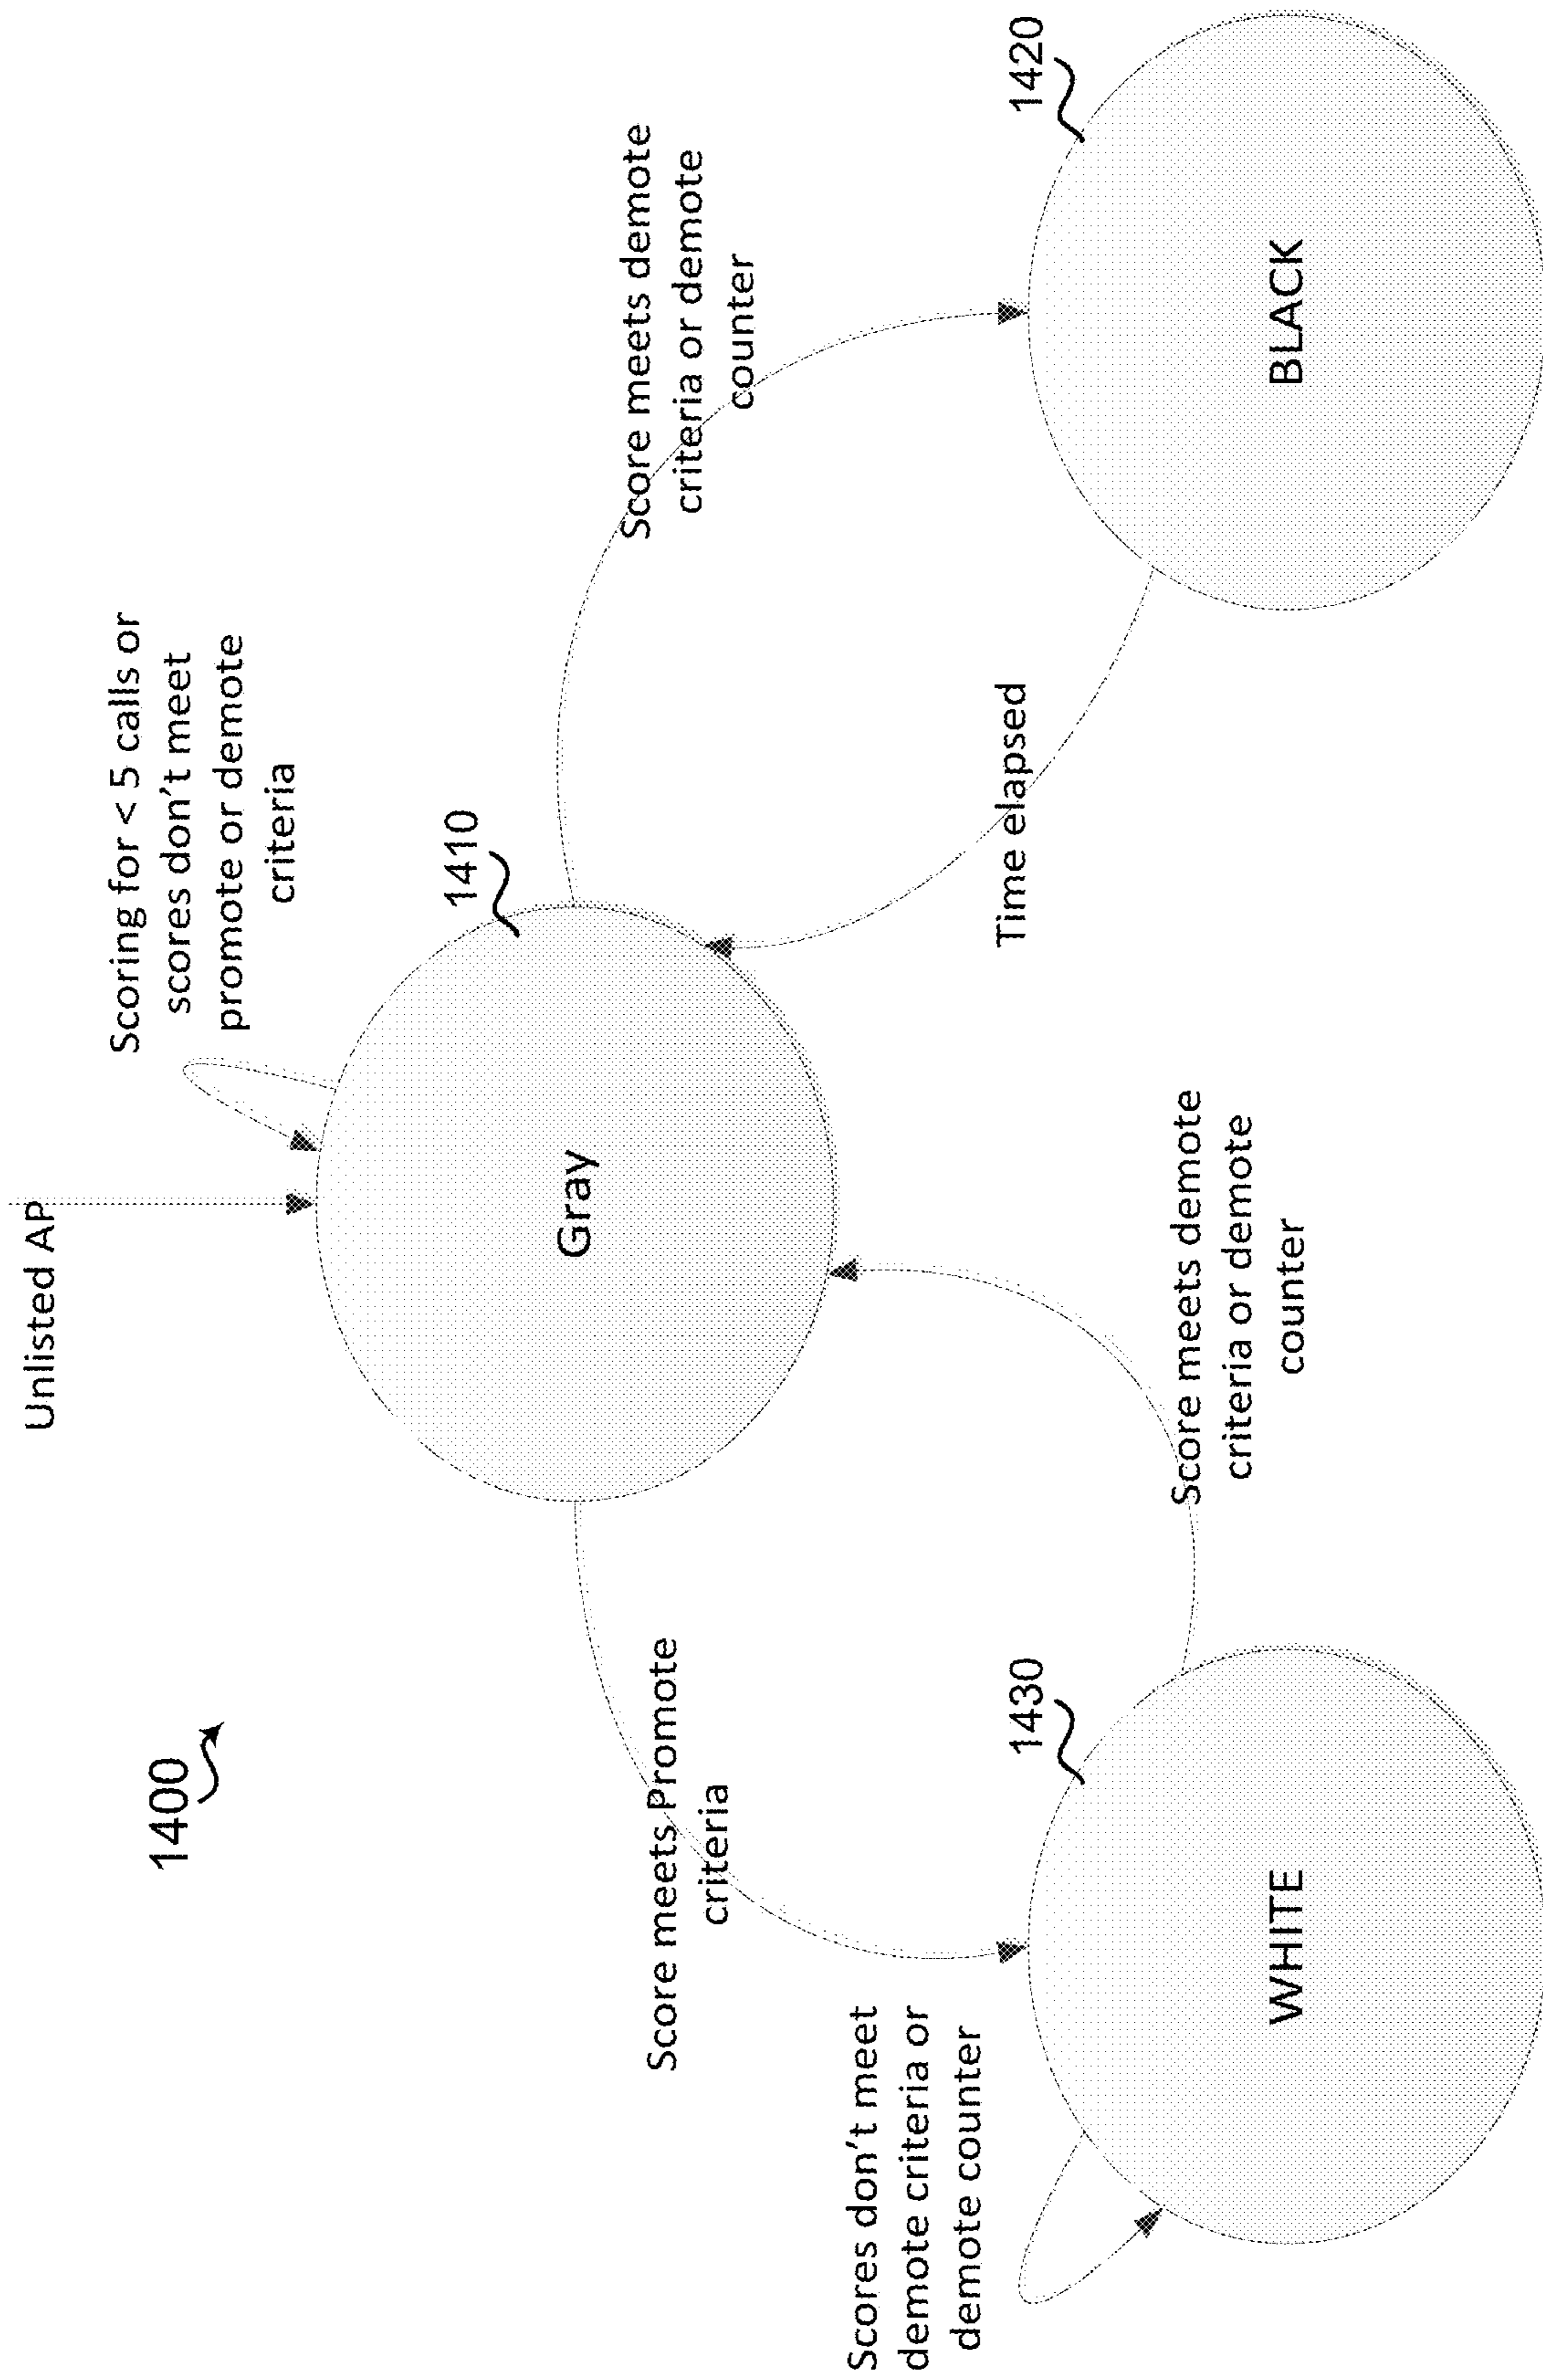 1400
Unlisted AP
Scoring for < 5 calls or
scores don't meet
promote or demote
criteria
1410
Gray
Score meets Promote
criteria
Score meets demote
criteria or demote
counter
Time elapsed
Scores don't meet
demote criteria or
demote counter
1430
WHITE
Score meets demote
criteria or demote
counter
1420
BLACK